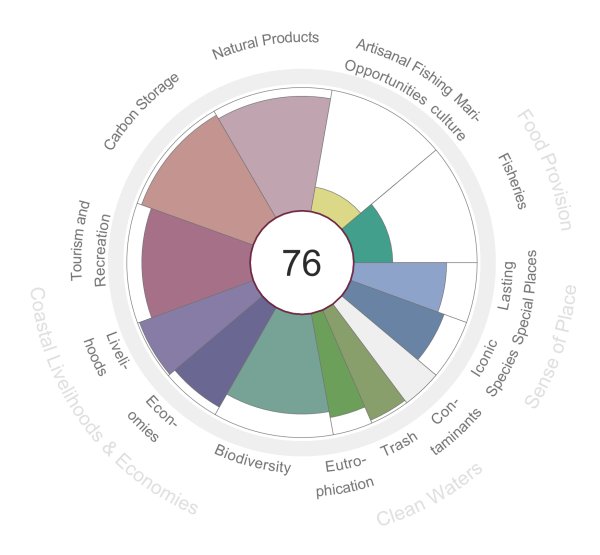 Natural Products
Artisanal Fishing
Opportunities
Mari-
culture
Fisheries
Food Provision
Lasting
Special Places
Iconic
Species
Sense of Place
Con-
taminants
Trash
Eutro-
phication
Clean Waters
Biodiversity
Econ-
omies
Liveli-
hoods
Coastal Livelihoods & Economies
Tourism and
Recreation
Carbon Storage
76